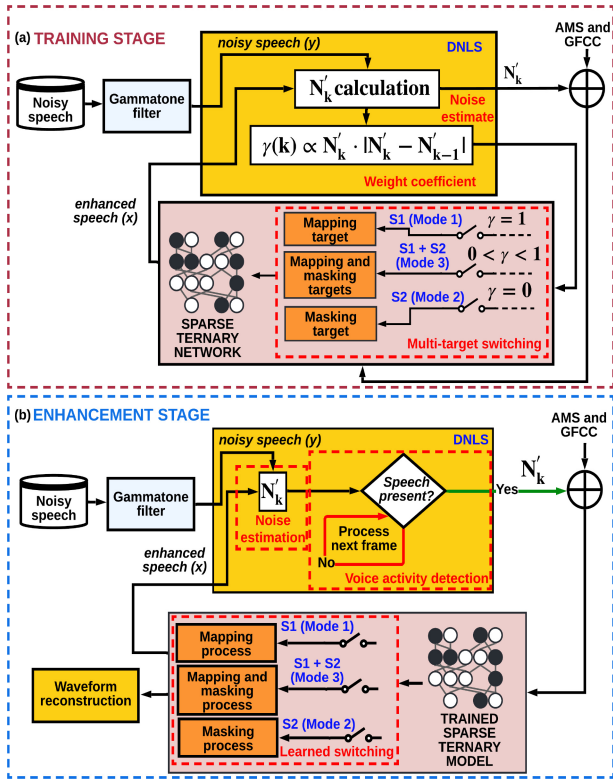 (a) TRAINING STAGE
noisy speech (y)
DNLS
AMS and
GFCC
Noisy
speech
Gammatone
filter
N′k calculation
N′k
Noise
estimate
γ(k) ∝ N′k · |N′k − N′k−1|
Weight coefficient
enhanced
speech (x)
Mapping
target
S1 (Mode 1)
γ = 1
Mapping and
masking
targets
S1 + S2
(Mode 3)
0 < γ < 1
Masking
target
S2 (Mode 2)
γ = 0
SPARSE
TERNARY
NETWORK
Multi-target switching
(b) ENHANCEMENT STAGE
noisy speech (y)
DNLS
AMS and
GFCC
Noisy
speech
Gammatone
filter
N′k
Noise
estimation
Speech
present?
Yes
N′k
Process
next frame
No
Voice activity detection
enhanced
speech (x)
Mapping
process
S1 (Mode 1)
Mapping and
masking
process
S1 + S2
(Mode 3)
Masking
process
S2 (Mode 2)
Learned switching
Waveform
reconstruction
TRAINED
SPARSE
TERNARY
MODEL